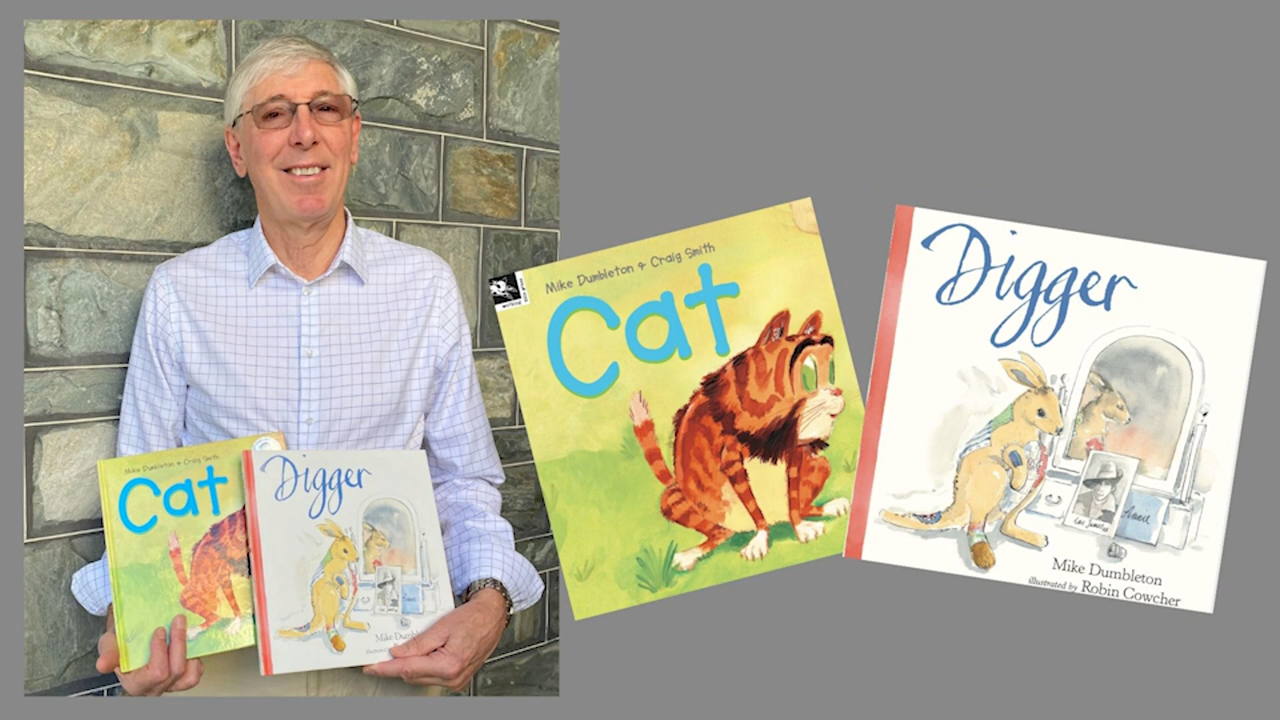 Mike Dumbleton & Craig Smith
Cat
Digger
Mike Dumbleton
Mike Dumbleton & Craig Smith
Cat
Digger
Mike Dumbleton
illustrated by Robin Cowcher